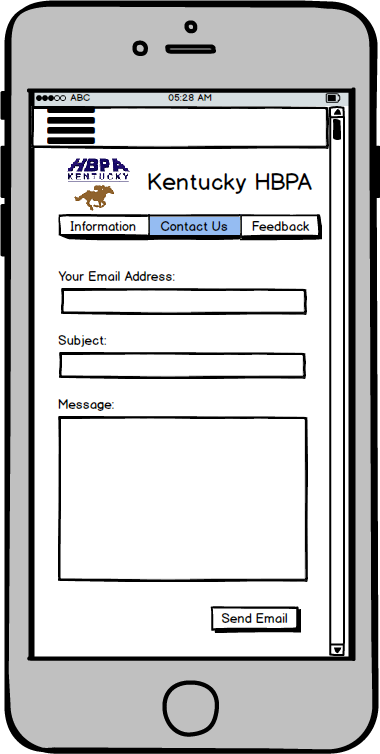 ABC 05:28 AM
HBPA
KENTUCKY
Kentucky HBPA
Information Contact Us Feedback
Your Email Address:
Subject:
Message:
Send Email